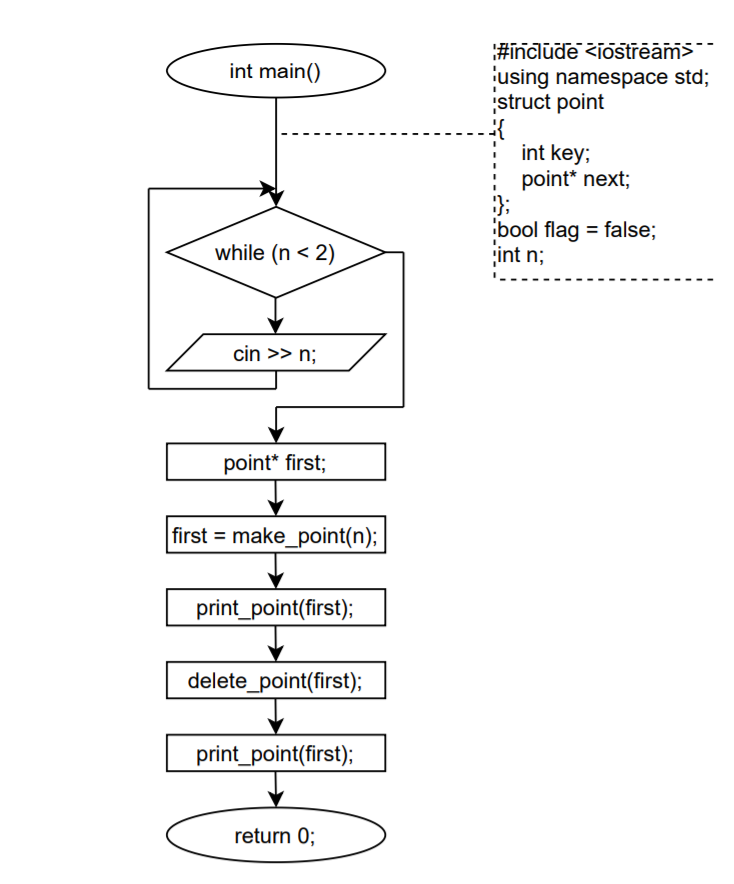 int main()
#include <iostream>
using namespace std;
struct point
{
int key;
point* next;
};
bool flag = false;
int n;
while (n < 2)
cin >> n;
point* first;
first = make_point(n);
print_point(first);
delete_point(first);
print_point(first);
return 0;